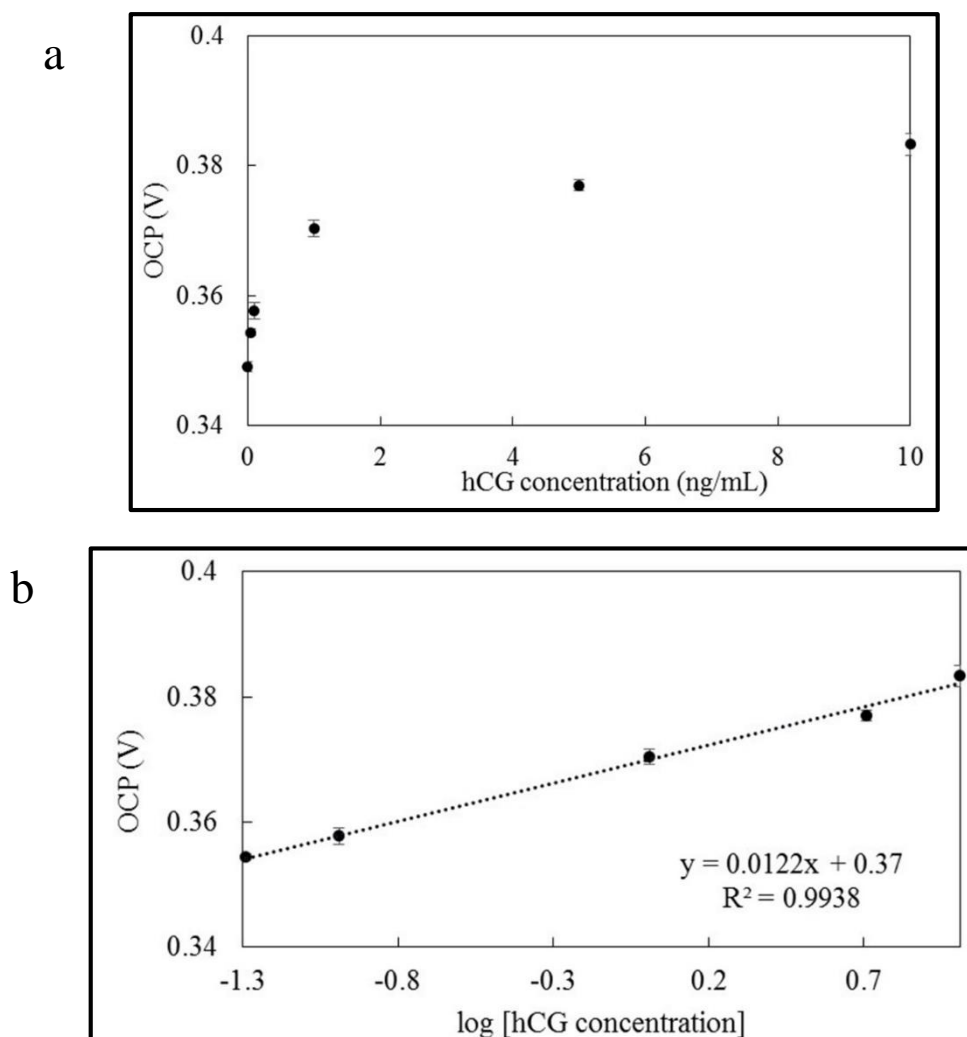 a
0.4
0.38
0.36
0.34
OCP (V)
0 2 4 6 8 10
hCG concentration (ng/mL)
b
0.4
0.38
0.36
0.34
OCP (V)
y = 0.0122x + 0.37
R² = 0.9938
-1.3 -0.8 -0.3 0.2 0.7
log [hCG concentration]